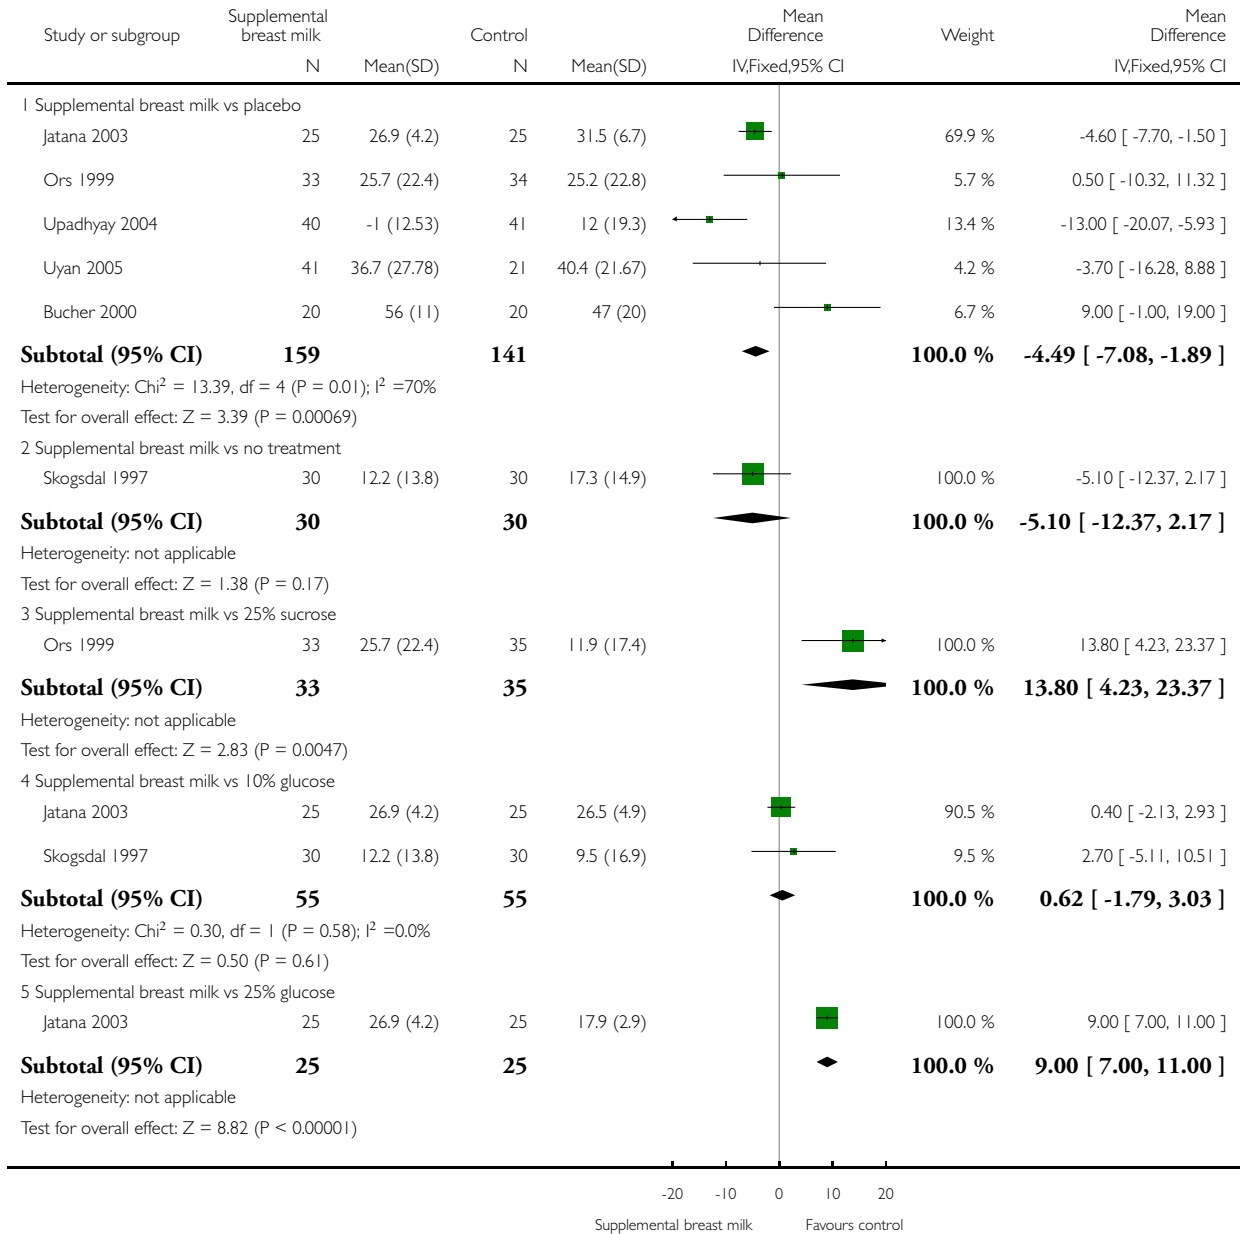 Study or subgroup Supplemental breast milk Control Mean Difference Weight Mean Difference
N Mean(SD) N Mean(SD) IV,Fixed,95% CI IV,Fixed,95% CI
1 Supplemental breast milk vs placebo
Jatana 2003 25 26.9 (4.2) 25 31.5 (6.7) 69.9 % -4.60 [ -7.70, -1.50 ]
Ors 1999 33 25.7 (22.4) 34 25.2 (22.8) 5.7 % 0.50 [ -10.32, 11.32 ]
Upadhyay 2004 40 -1 (12.53) 41 12 (19.3) 13.4 % -13.00 [ -20.07, -5.93 ]
Uyan 2005 41 36.7 (27.78) 21 40.4 (21.67) 4.2 % -3.70 [ -16.28, 8.88 ]
Bucher 2000 20 56 (11) 20 47 (20) 6.7 % 9.00 [ -1.00, 19.00 ]
Subtotal (95% CI) 159 141 100.0 % -4.49 [ -7.08, -1.89 ]
Heterogeneity: Chi² = 13.39, df = 4 (P = 0.01); I² =70%
Test for overall effect: Z = 3.39 (P = 0.00069)
2 Supplemental breast milk vs no treatment
Skogsdal 1997 30 12.2 (13.8) 30 17.3 (14.9) 100.0 % -5.10 [ -12.37, 2.17 ]
Subtotal (95% CI) 30 30 100.0 % -5.10 [ -12.37, 2.17 ]
Heterogeneity: not applicable
Test for overall effect: Z = 1.38 (P = 0.17)
3 Supplemental breast milk vs 25% sucrose
Ors 1999 33 25.7 (22.4) 35 11.9 (17.4) 100.0 % 13.80 [ 4.23, 23.37 ]
Subtotal (95% CI) 33 35 100.0 % 13.80 [ 4.23, 23.37 ]
Heterogeneity: not applicable
Test for overall effect: Z = 2.83 (P = 0.0047)
4 Supplemental breast milk vs 10% glucose
Jatana 2003 25 26.9 (4.2) 25 26.5 (4.9) 90.5 % 0.40 [ -2.13, 2.93 ]
Skogsdal 1997 30 12.2 (13.8) 30 9.5 (16.9) 9.5 % 2.70 [ -5.11, 10.51 ]
Subtotal (95% CI) 55 55 100.0 % 0.62 [ -1.79, 3.03 ]
Heterogeneity: Chi² = 0.30, df = 1 (P = 0.58); I² =0.0%
Test for overall effect: Z = 0.50 (P = 0.61)
5 Supplemental breast milk vs 25% glucose
Jatana 2003 25 26.9 (4.2) 25 17.9 (2.9) 100.0 % 9.00 [ 7.00, 11.00 ]
Subtotal (95% CI) 25 25 100.0 % 9.00 [ 7.00, 11.00 ]
Heterogeneity: not applicable
Test for overall effect: Z = 8.82 (P < 0.00001)
-20 -10 0 10 20
Supplemental breast milk Favours control